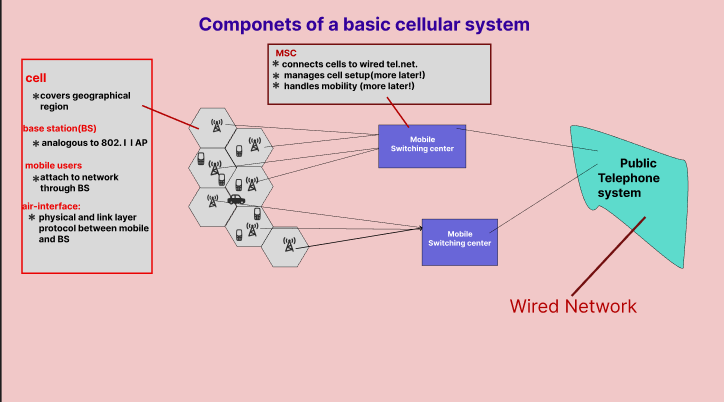 Componets of a basic cellular system
MSC
* connects cells to wired tel.net.
* manages cell setup(more later!)
* handles mobility (more later!)
cell
*covers geographical
region
base station(BS)
* analogous to 802.11 AP
mobile users
*attach to network
through BS
air-interface:
* physical and link layer
protocol between mobile
and BS
Mobile
Switching center
Mobile
Switching center
Public
Telephone
system
Wired Network